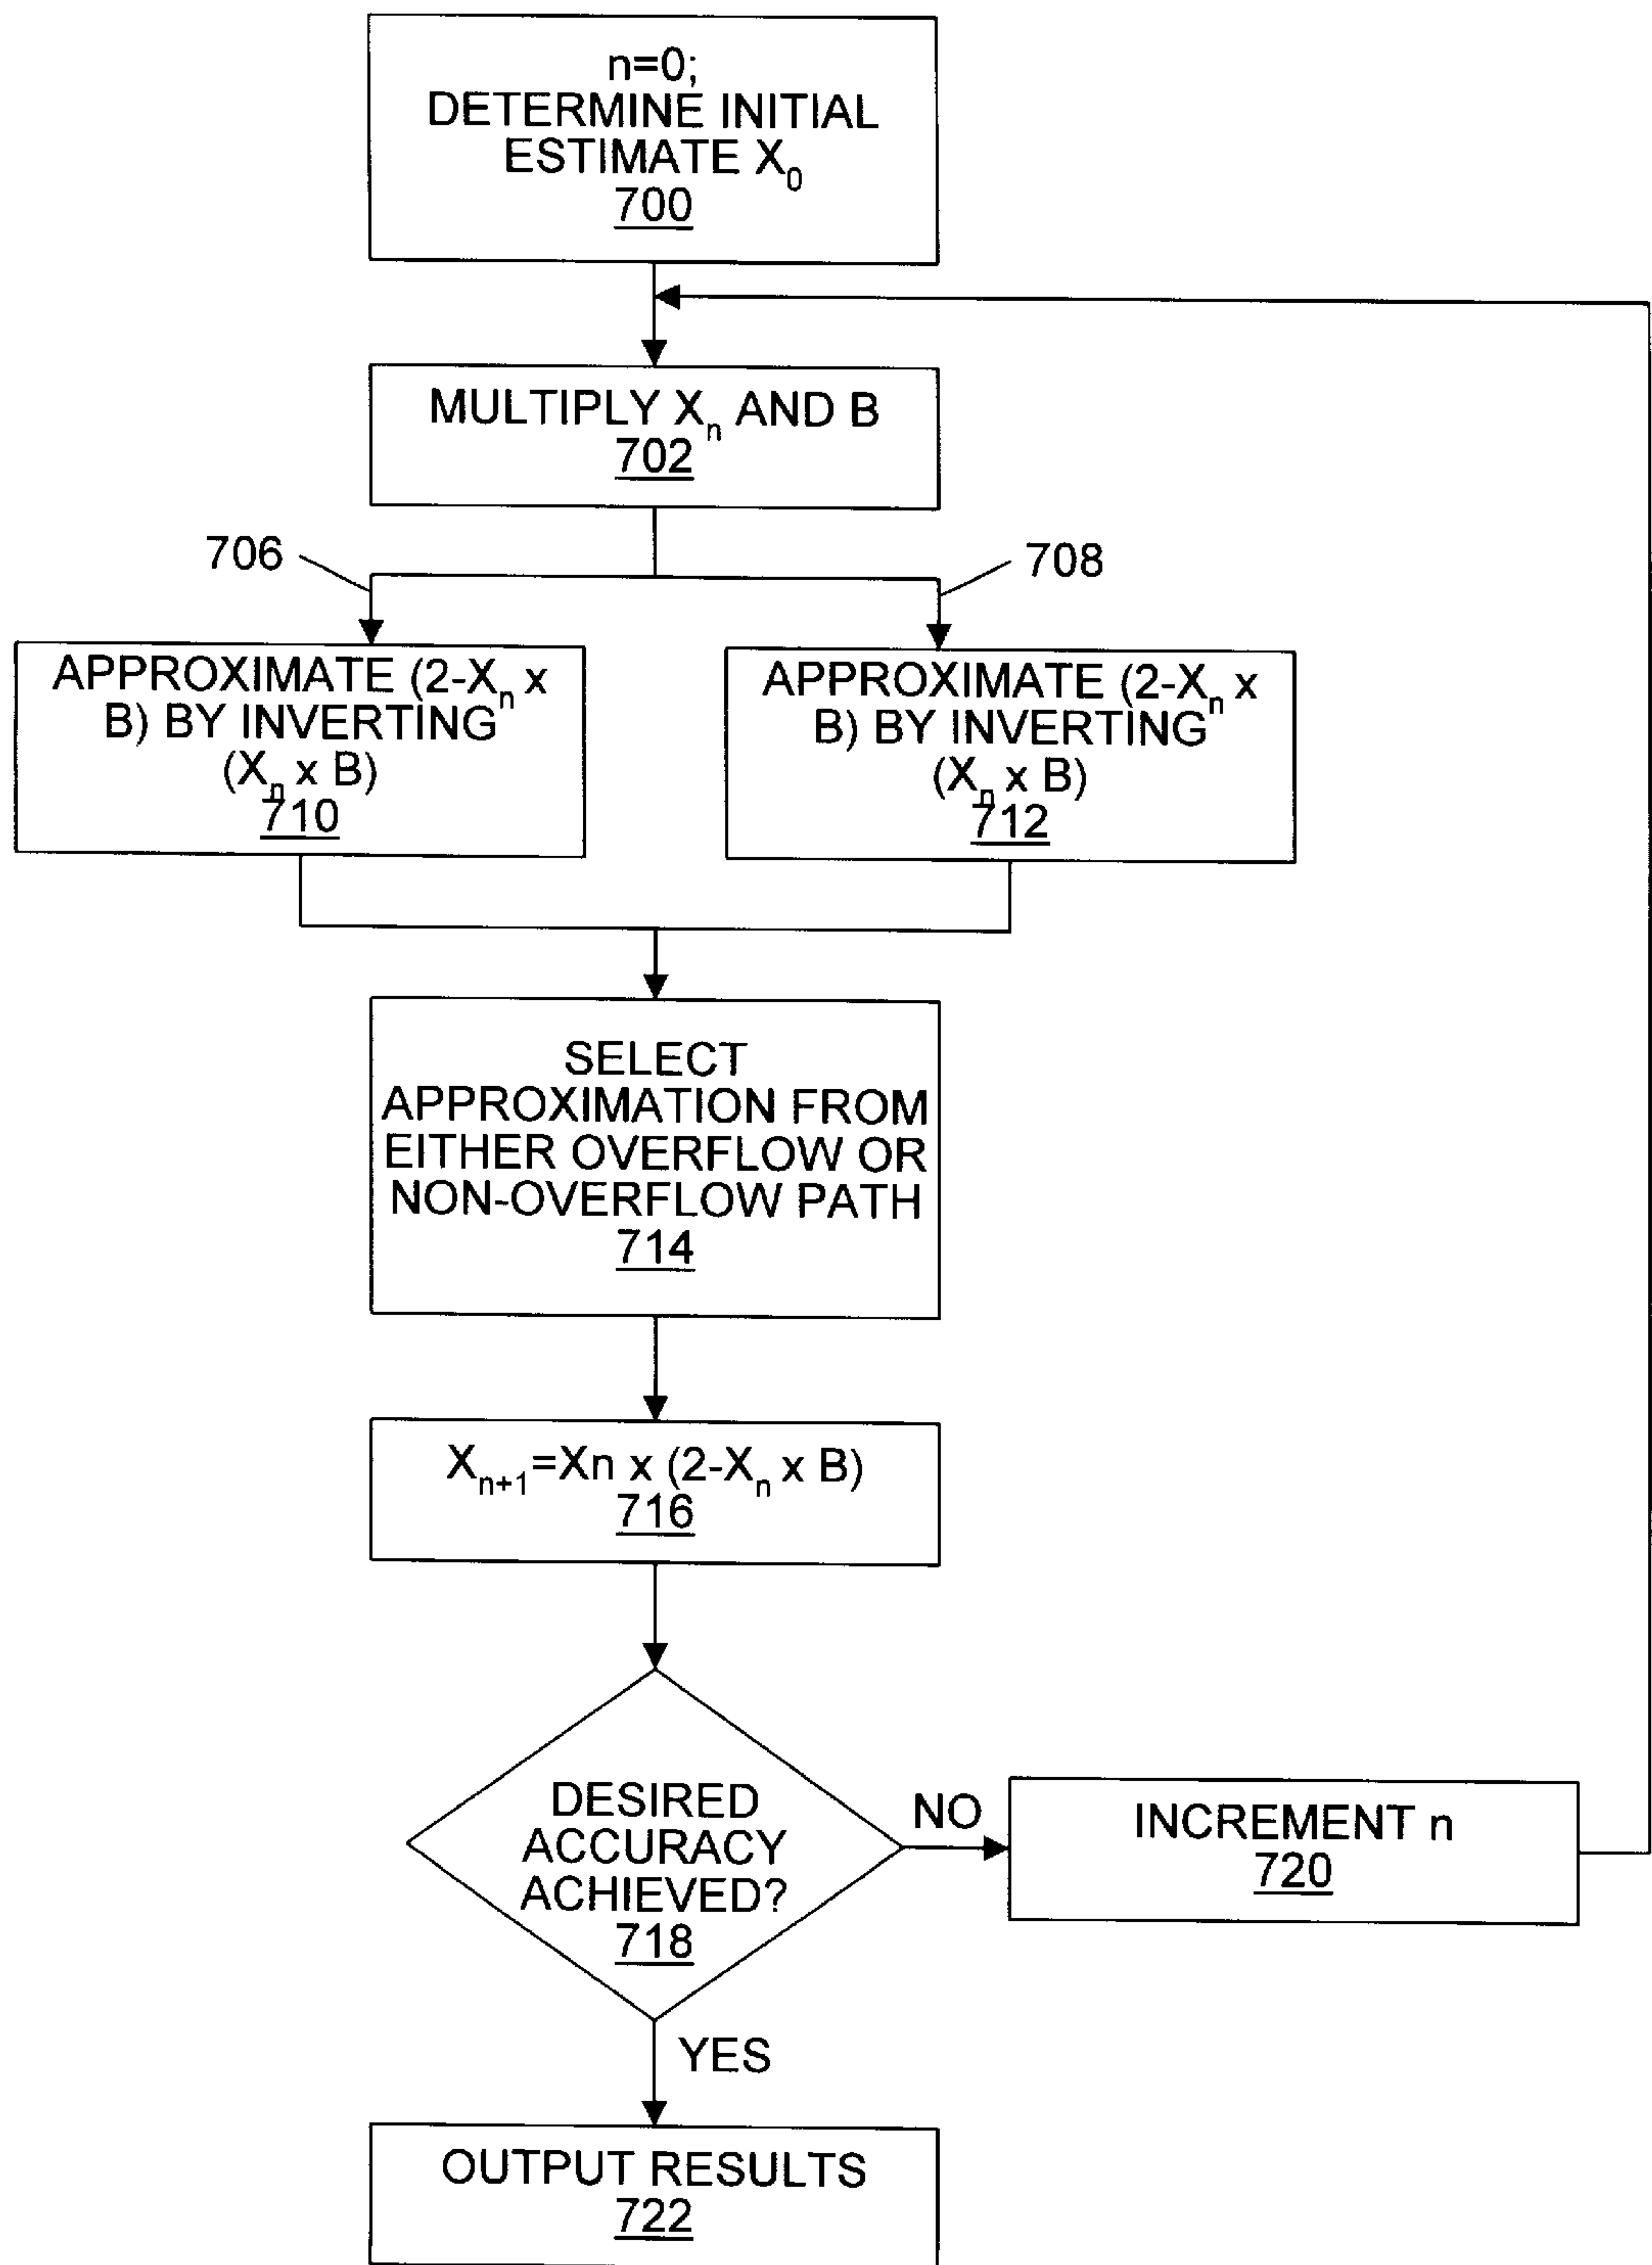 n=0;
DETERMINE INITIAL
ESTIMATE X₀
700
MULTIPLY Xₙ AND B
702
706
708
APPROXIMATE (2-Xₙ x
B) BY INVERTING
(Xₙ x B)
710
APPROXIMATE (2-Xₙ x
B) BY INVERTING
(Xₙ x B)
712
SELECT
APPROXIMATION FROM
EITHER OVERFLOW OR
NON-OVERFLOW PATH
714
Xₙ₊₁=Xn x (2-Xₙ x B)
716
DESIRED
ACCURACY
ACHIEVED?
718
NO
INCREMENT n
720
YES
OUTPUT RESULTS
722